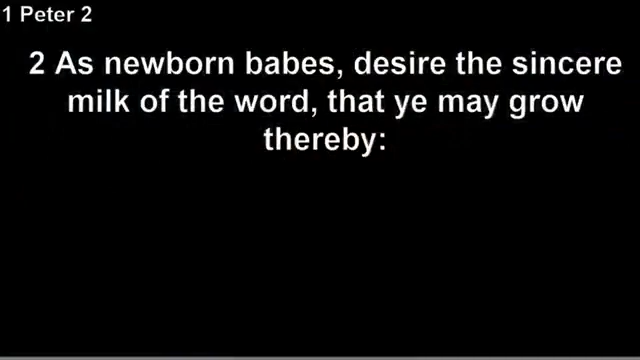 1 Peter 2
2 As newborn babes, desire the sincere
milk of the word, that ye may grow
thereby: